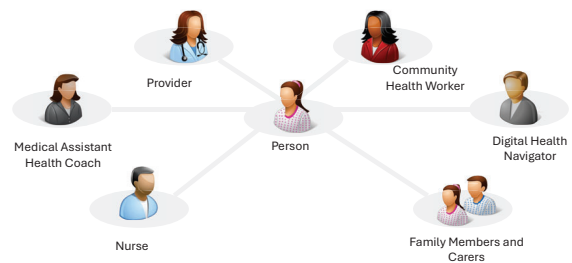 Provider
Community
Health Worker
Medical Assistant
Health Coach
Person
Digital Health
Navigator
Nurse
Family Members and
Carers